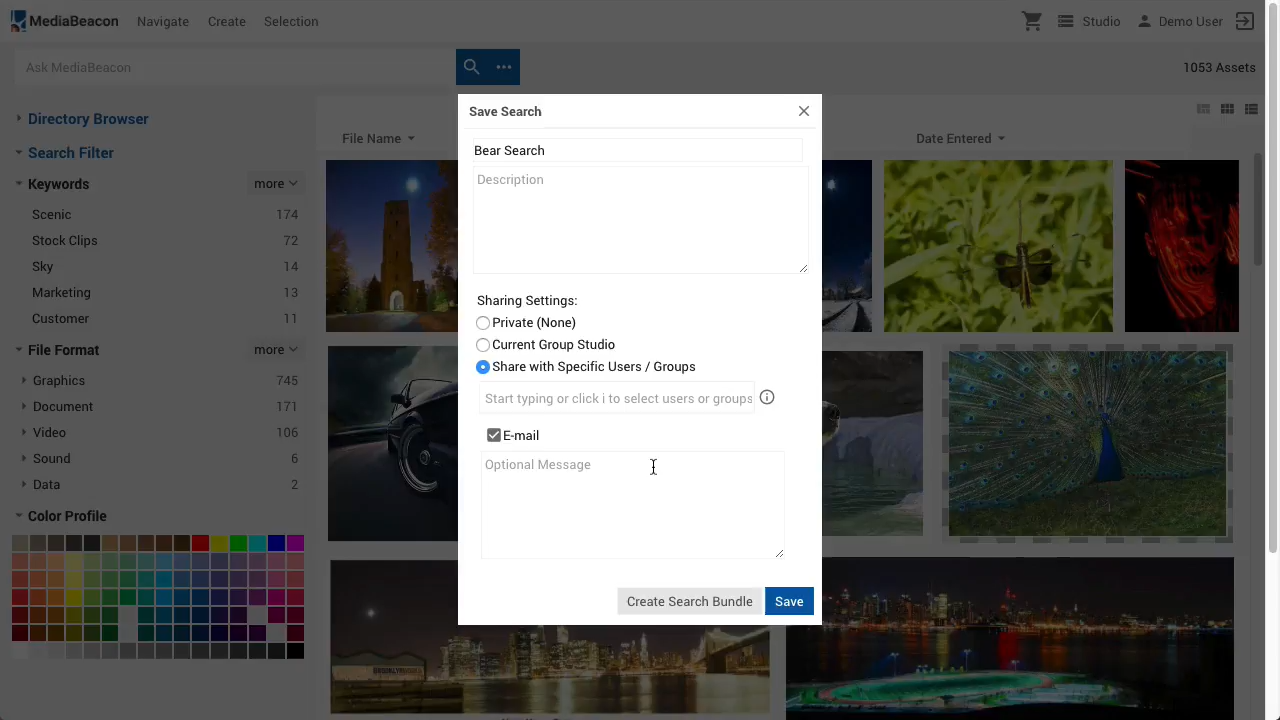 MediaBeacon
Navigate
Create
Selection
Studio
Demo User
Ask MediaBeacon
1053 Assets
Directory Browser
Search Filter
Keywords
more
Scenic 174
Stock Clips 72
Sky 14
Marketing 13
Customer 11
File Format
more
Graphics 745
Document 171
Video 106
Sound 6
Data 2
Color Profile
File Name
Date Entered
Save Search
Bear Search
Description
Sharing Settings:
Private (None)
Current Group Studio
Share with Specific Users / Groups
Start typing or click i to select users or groups
E-mail
Optional Message
Create Search Bundle
Save